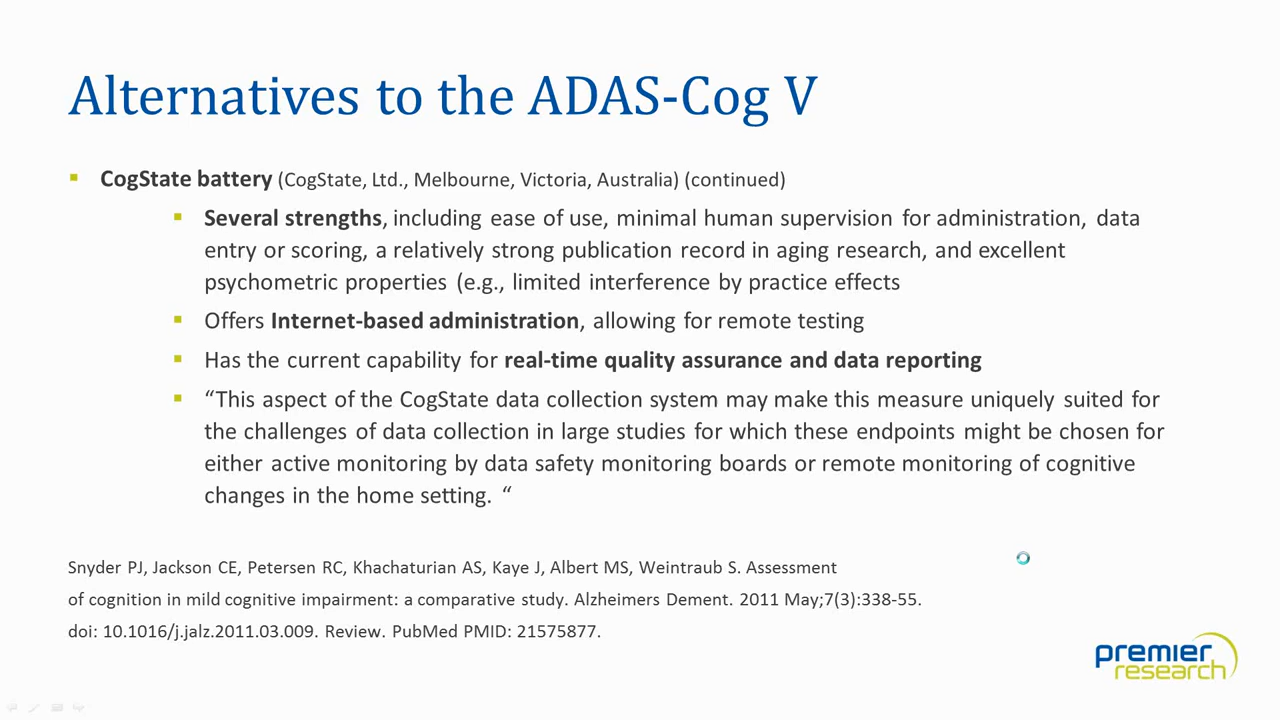 Alternatives to the ADAS-Cog V
▪ CogState battery (CogState, Ltd., Melbourne, Victoria, Australia) (continued)
▪ Several strengths, including ease of use, minimal human supervision for administration, data
entry or scoring, a relatively strong publication record in aging research, and excellent
psychometric properties (e.g., limited interference by practice effects
▪ Offers Internet-based administration, allowing for remote testing
▪ Has the current capability for real-time quality assurance and data reporting
▪ “This aspect of the CogState data collection system may make this measure uniquely suited for
the challenges of data collection in large studies for which these endpoints might be chosen for
either active monitoring by data safety monitoring boards or remote monitoring of cognitive
changes in the home setting. “
Snyder PJ, Jackson CE, Petersen RC, Khachaturian AS, Kaye J, Albert MS, Weintraub S. Assessment
of cognition in mild cognitive impairment: a comparative study. Alzheimers Dement. 2011 May;7(3):338-55.
doi: 10.1016/j.jalz.2011.03.009. Review. PubMed PMID: 21575877.
premier
research